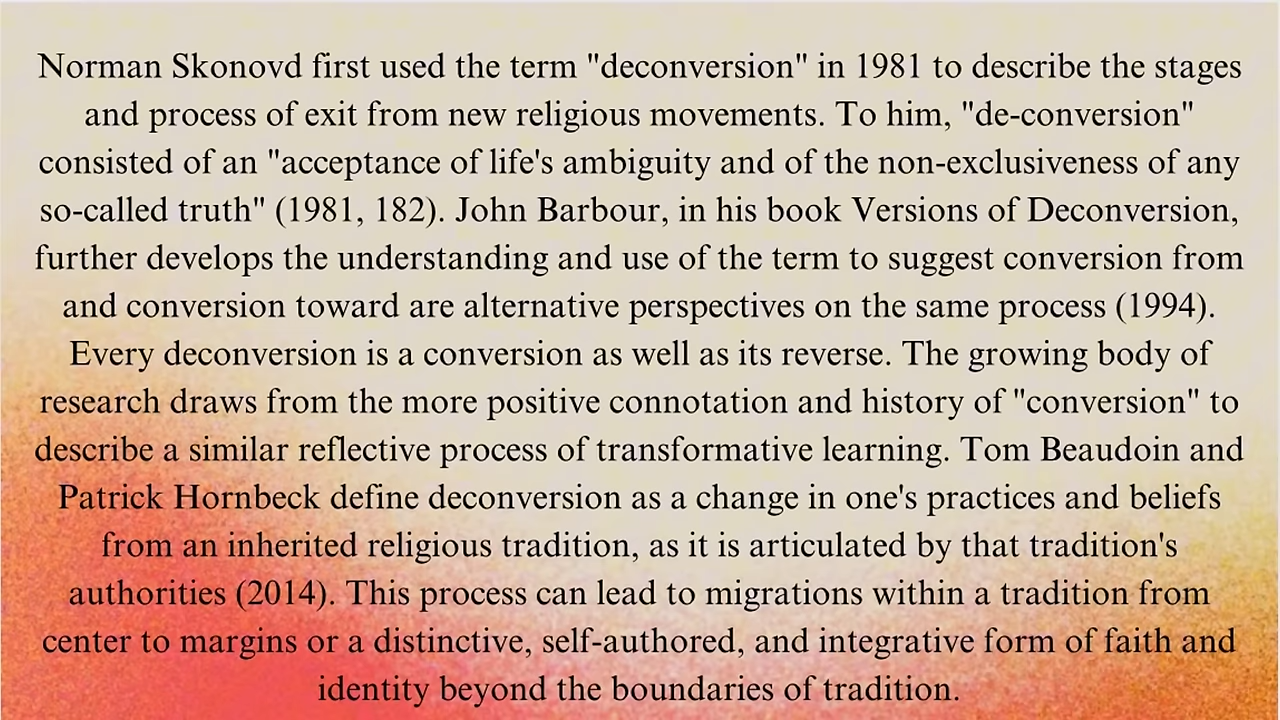 Norman Skonovd first used the term "deconversion" in 1981 to describe the stages
and process of exit from new religious movements. To him, "de-conversion"
consisted of an "acceptance of life's ambiguity and of the non-exclusiveness of any
so-called truth" (1981, 182). John Barbour, in his book Versions of Deconversion,
further develops the understanding and use of the term to suggest conversion from
and conversion toward are alternative perspectives on the same process (1994).
Every deconversion is a conversion as well as its reverse. The growing body of
research draws from the more positive connotation and history of "conversion" to
describe a similar reflective process of transformative learning. Tom Beaudoin and
Patrick Hornbeck define deconversion as a change in one's practices and beliefs
from an inherited religious tradition, as it is articulated by that tradition's
authorities (2014). This process can lead to migrations within a tradition from
center to margins or a distinctive, self-authored, and integrative form of faith and
identity beyond the boundaries of tradition.